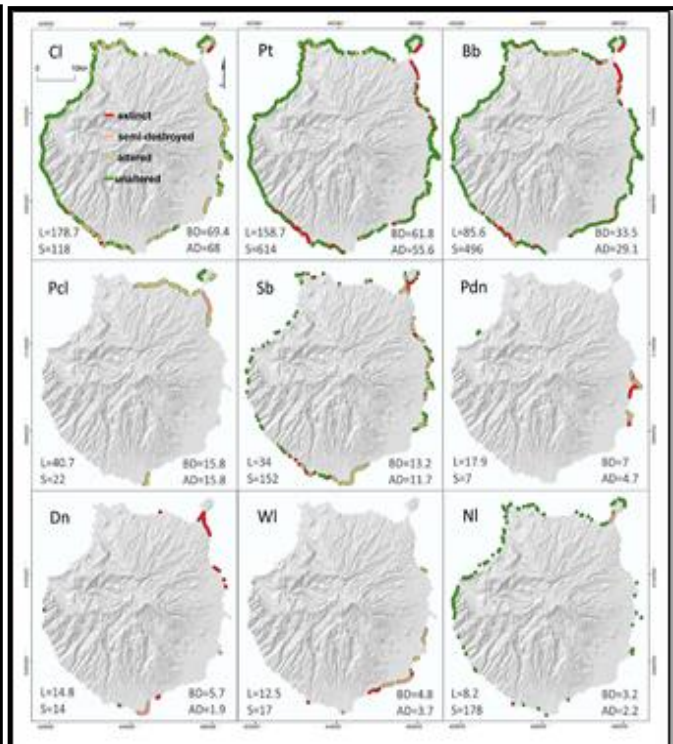 Cl
Pt
Bb
extinct
semi-destroyed
altered
unaltered
L=178.7
BD=69.4
S=118
AD=68
L=158.7
BD=61.8
S=614
AD=55.6
L=85.6
BD=33.5
S=496
AD=29.1
Pcl
Sb
Pdn
L=40.7
BD=15.8
S=22
AD=15.8
L=34
BD=13.2
S=152
AD=11.7
L=17.9
BD=7
S=7
AD=4.7
Dn
Wl
Nl
L=14.8
BD=5.7
S=14
AD=1.9
L=12.5
BD=4.8
S=17
AD=3.7
L=8.2
BD=3.2
S=178
AD=2.2